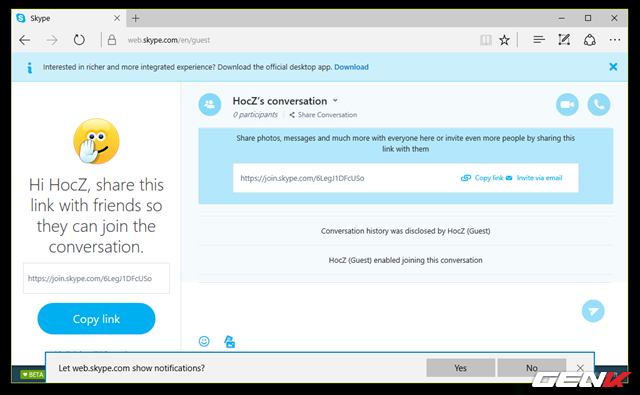 Skype
web.skype.com/en/guest
Interested in richer and more integrated experience? Download the official desktop app. Download
Hi HocZ, share this
link with friends so
they can join the
conversation.
https://join.skype.com/6LegJ1DFcUSo
Copy link
HocZ's conversation
0 participants
Share Conversation
Share photos, messages and much more with everyone here or invite even more people by sharing this
link with them
https://join.skype.com/6LegJ1DFcUSo
Copy link
Invite via email
Conversation history was disclosed by HocZ (Guest)
HocZ (Guest) enabled joining this conversation
BETA
Let web.skype.com show notifications?
Yes
No
GENK